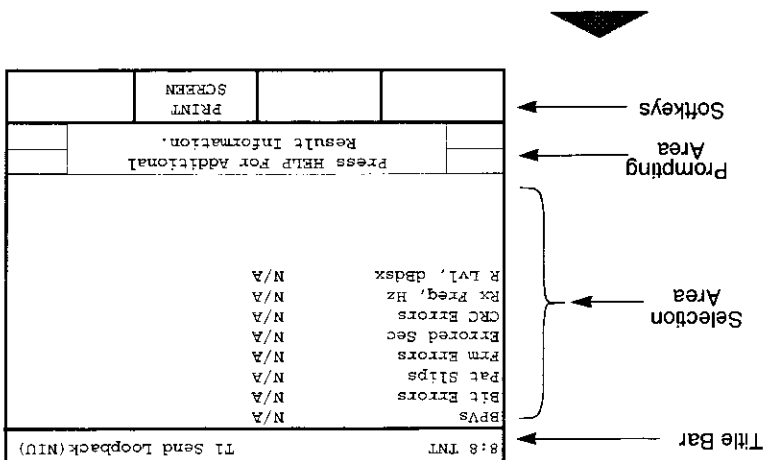 Title Bar
8:8 TNT T1 Send Loopback(NIU)
BPVs N/A
Bit Errors N/A
Pat Slips N/A
Frm Errors N/A
Errored Sec N/A
CRC Errors N/A
Rx Freq, Hz N/A
R Lvl, dBdsx N/A
Selection
Area
Prompting
Area
Press HELP For Additional
Result Information.
Softkeys
PRINT
SCREEN